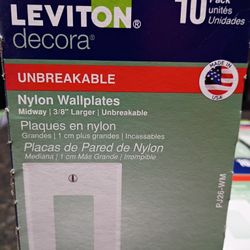 LEVITON®
decora®
10 Pack
unités
Unidades
UNBREAKABLE
MADE IN
USA
Nylon Wallplates
Midway | 3/8" Larger | Unbreakable
Plaques en nylon
Grandes | 1 cm plus grandes | Incassables
Placas de Pared de Nylon
Mediana | 1 cm Más Grande | Irrompible
PJ26-WM